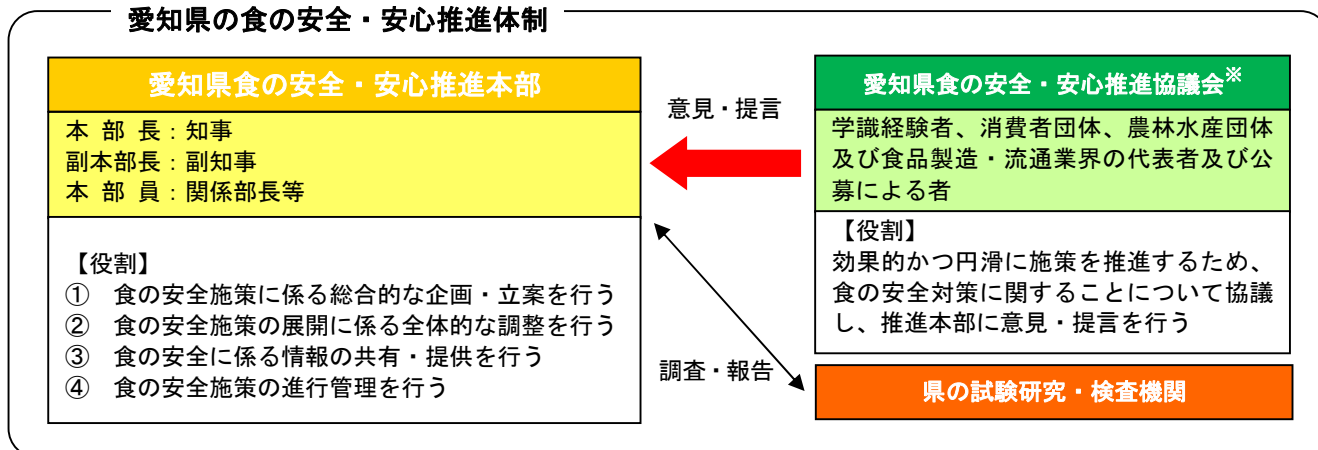 愛知県の食の安全・安心推進体制
愛知県食の安全・安心推進本部
本 部 長：知事
副本部長：副知事
本 部 員：関係部長等
【役割】
① 食の安全施策に係る総合的な企画・立案を行う
② 食の安全施策の展開に係る全体的な調整を行う
③ 食の安全に係る情報の共有・提供を行う
④ 食の安全施策の進行管理を行う
意見・提言
調査・報告
愛知県食の安全・安心推進協議会※
学識経験者、消費者団体、農林水産団体
及び食品製造・流通業界の代表者及び公
募による者
【役割】
効果的かつ円滑に施策を推進するため、
食の安全対策に関することについて協議
し、推進本部に意見・提言を行う
県の試験研究・検査機関